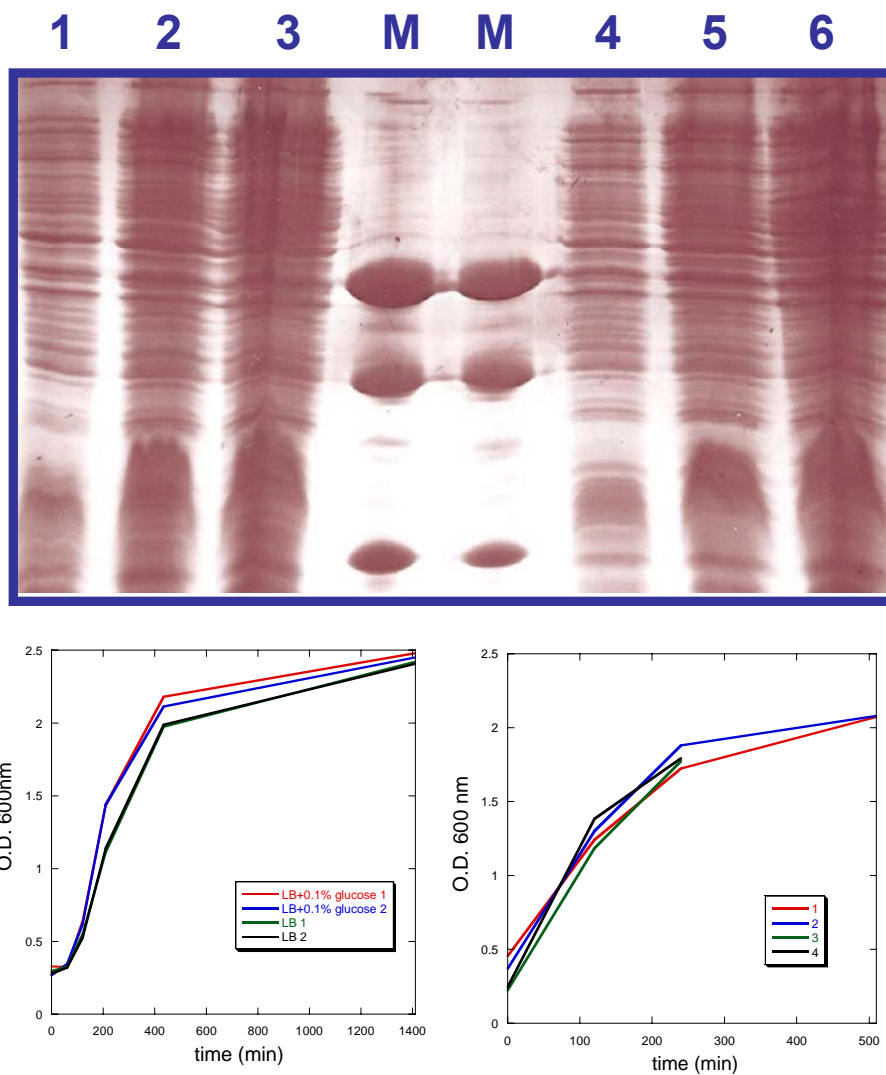 1 2 3 M M 4 5 6
2.5
2
1.5
1
0.5
0
O.D. 600nm
LB+0.1% glucose 1
LB+0.1% glucose 2
LB 1
LB 2
0 200 400 600 800 1000 1200 1400
time (min)
2.5
2
1.5
1
0.5
0
O.D. 600 nm
1
2
3
4
0 100 200 300 400 500
time (min)